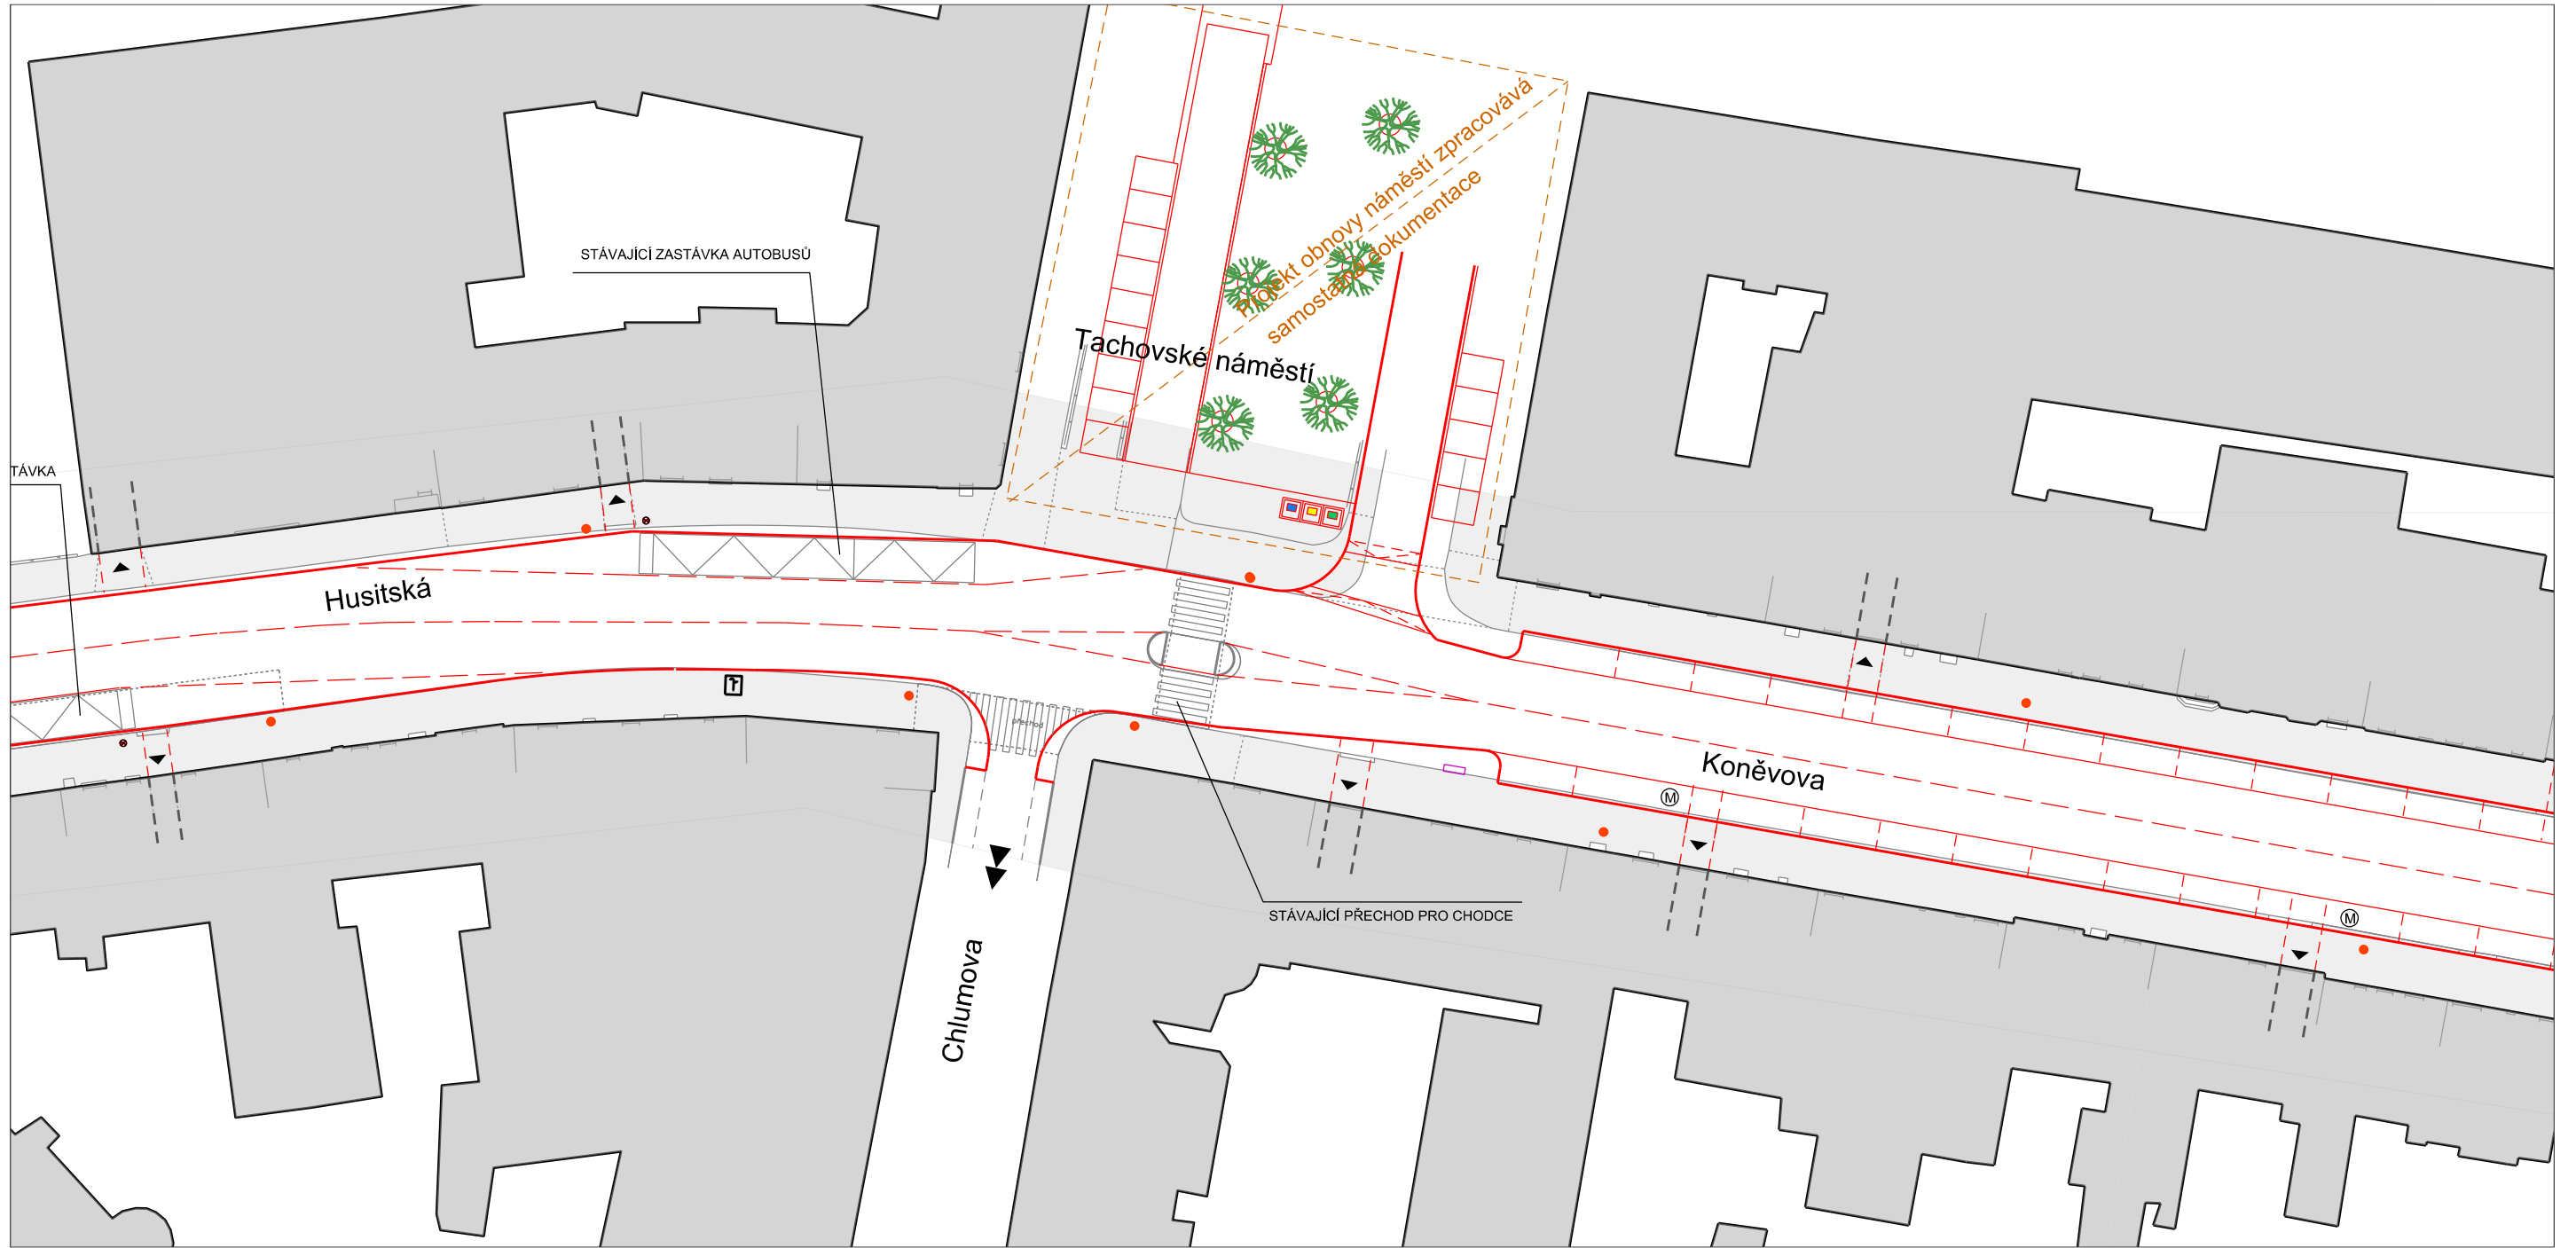 Projekt obnovy náměstí zpracovává
samostatná dokumentace
STÁVAJÍCÍ ZASTÁVKA AUTOBUSŮ
Tachovské náměstí
TÁVKA
Husitská
přechod
Koněvova
M
M
STÁVAJÍCÍ PŘECHOD PRO CHODCE
Chlumova